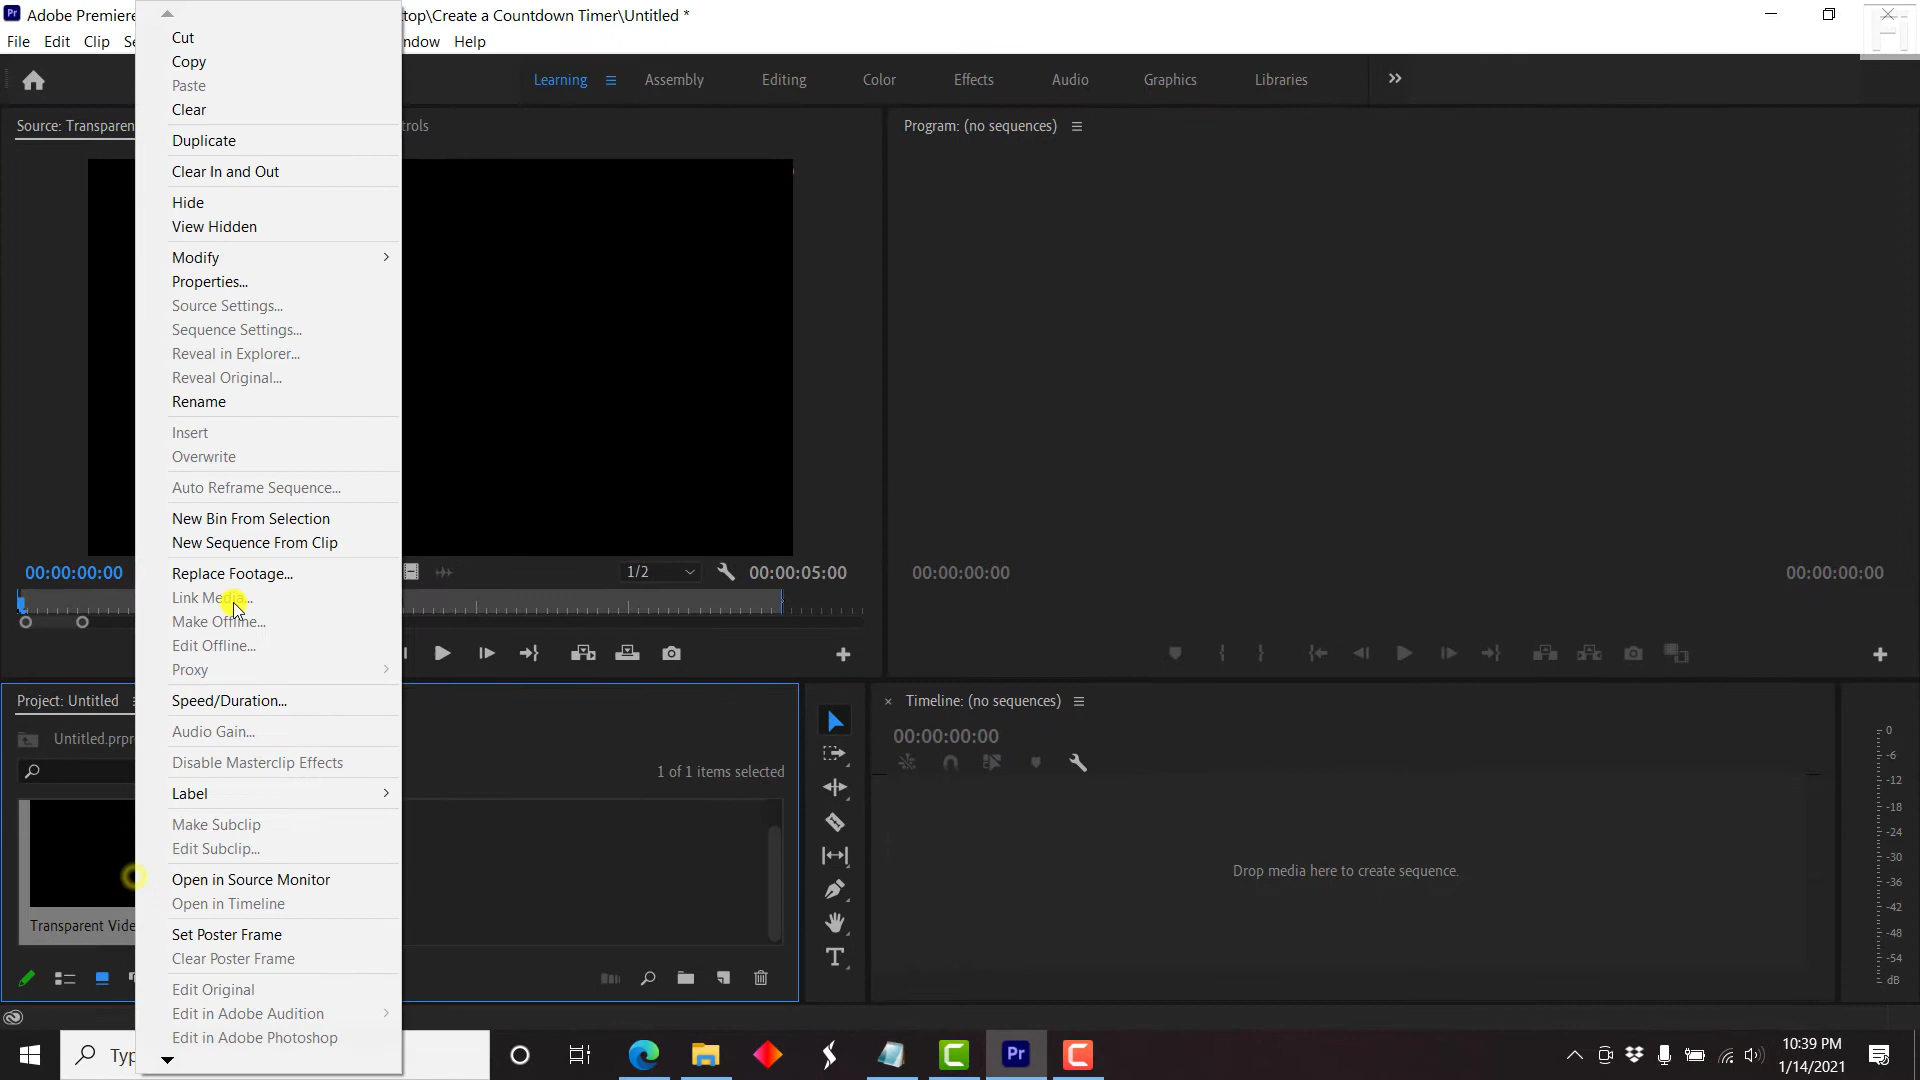 Adobe Premiere
top\Create a Countdown Timer\Untitled *
File Edit Clip Se
ndow Help
Learning Assembly Editing Color Effects Audio Graphics Libraries
Source: Transparen
trols
Program: (no sequences)
Cut
Copy
Paste
Clear
Duplicate
Clear In and Out
Hide
View Hidden
Modify
Properties...
Source Settings...
Sequence Settings...
Reveal in Explorer...
Reveal Original...
Rename
Insert
Overwrite
Auto Reframe Sequence...
New Bin From Selection
New Sequence From Clip
Replace Footage...
Link Media...
Make Offline...
Edit Offline...
Proxy
Speed/Duration...
Audio Gain...
Disable Masterclip Effects
Label
Make Subclip
Edit Subclip...
Open in Source Monitor
Open in Timeline
Set Poster Frame
Clear Poster Frame
Edit Original
Edit in Adobe Audition
Edit in Adobe Photoshop
00:00:00:00
1/2
00:00:05:00
00:00:00:00
00:00:00:00
Project: Untitled
Untitled.prpr
1 of 1 items selected
Transparent Vide
Timeline: (no sequences)
00:00:00:00
Drop media here to create sequence.
0
-6
-12
-18
-24
-30
-36
-42
-48
-54
dB
Typ
10:39 PM
1/14/2021